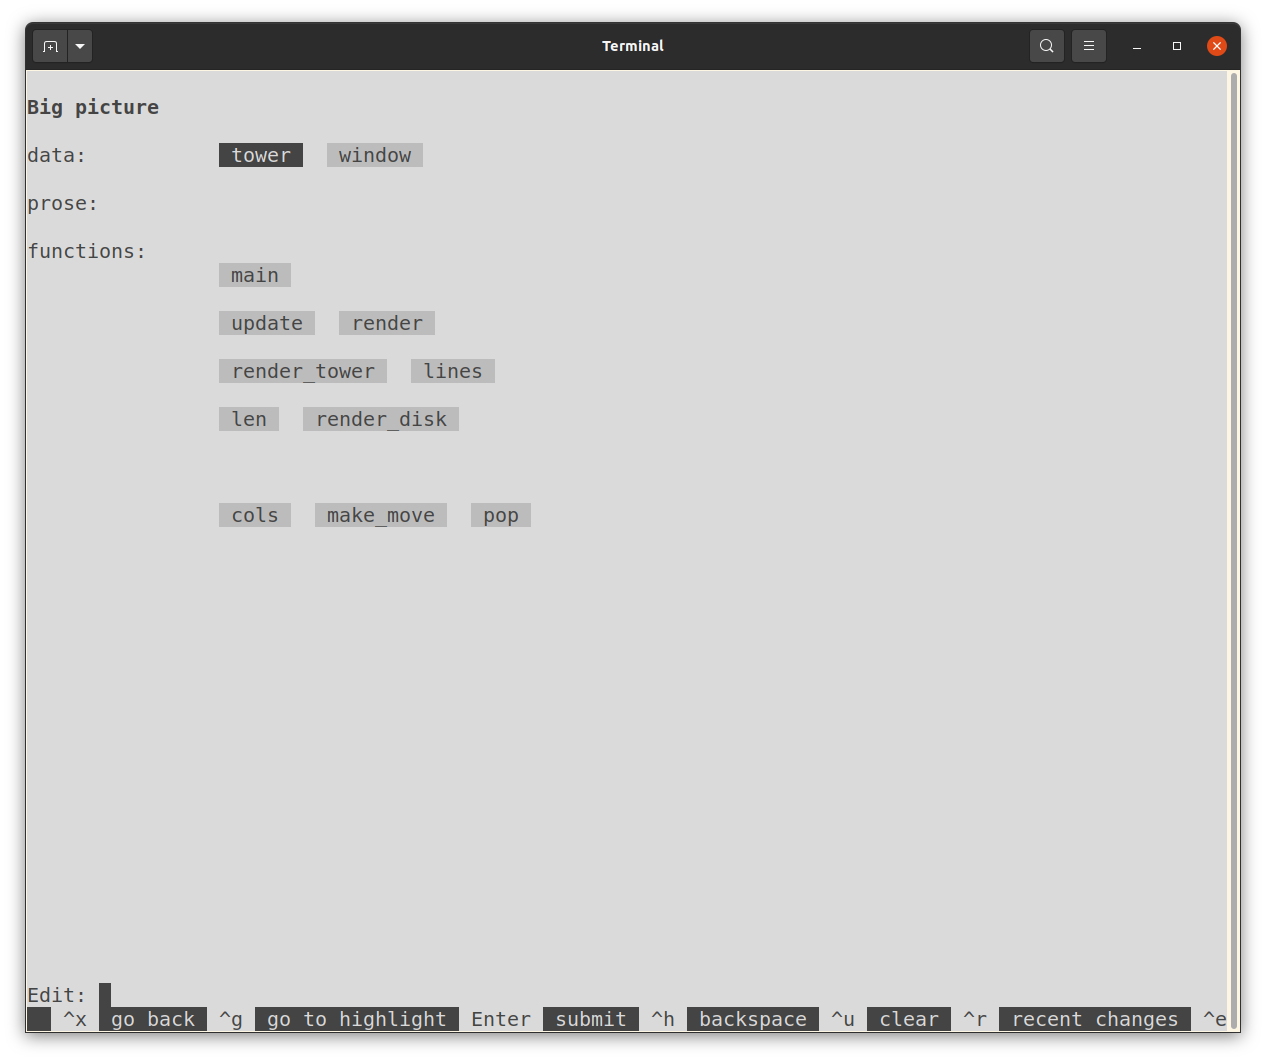 Terminal
Big picture
data: tower window
prose:
functions:
main
update render
render_tower lines
len render_disk
cols make_move pop
Edit:
^x go back ^g go to highlight Enter submit ^h backspace ^u clear ^r recent changes ^e